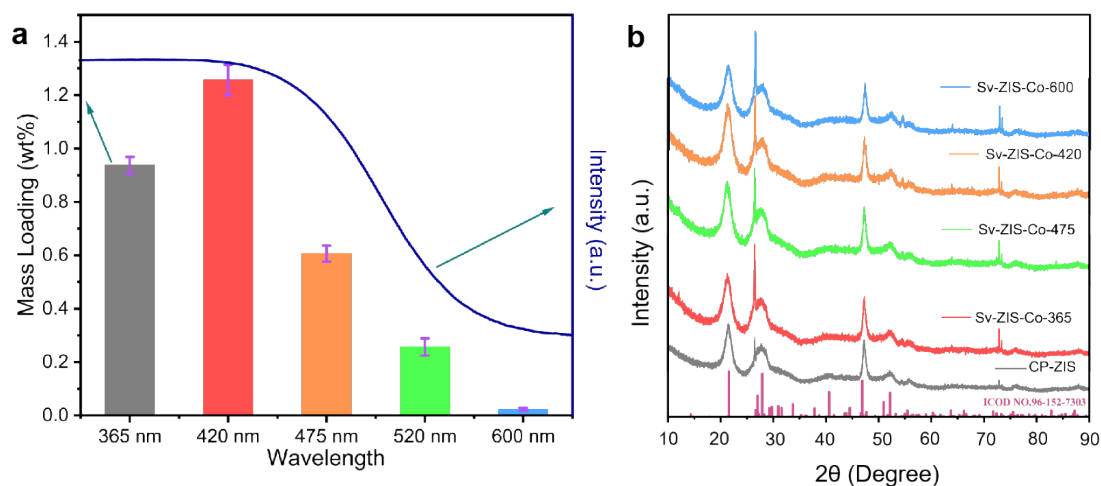 a
Mass Loading (wt%)
1.4
1.2
1.0
0.8
0.6
0.4
0.2
0.0
365 nm 420 nm 475 nm 520 nm 600 nm
Wavelength
Intensity (a.u.)
b
Intensity (a.u.)
Sv-ZIS-Co-600
Sv-ZIS-Co-420
Sv-ZIS-Co-475
Sv-ZIS-Co-365
CP-ZIS
ICOD NO.96-152-7303
10 20 30 40 50 60 70 80 90
2θ (Degree)